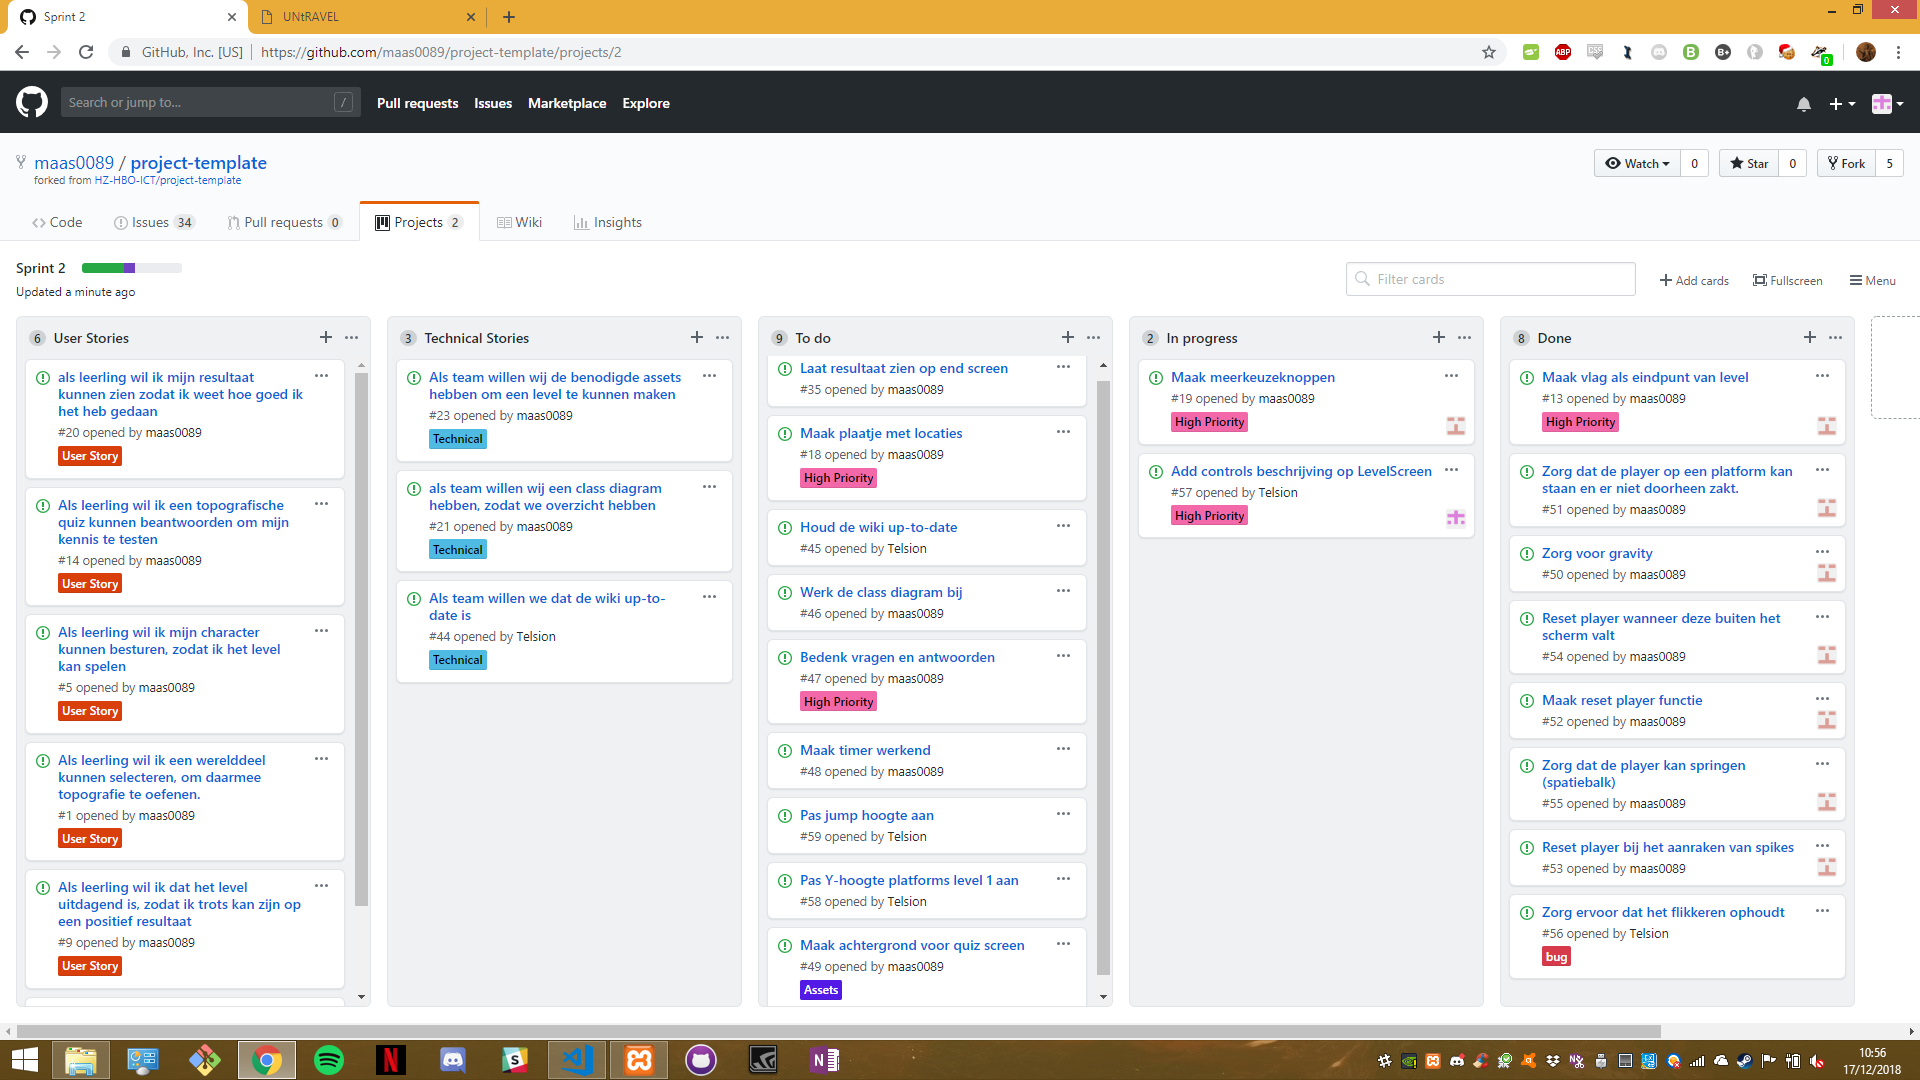 Sprint 2
UNtRAVEL
GitHub, Inc. [US]
https://github.com/maas0089/project-template/projects/2
ABP
0
Search or jump to...
/
Pull requests
Issues
Marketplace
Explore
maas0089 / project-template
forked from HZ-HBO-ICT/project-template
Watch 0
Star 0
Fork 5
Code
Issues 34
Pull requests 0
Projects 2
Wiki
Insights
Sprint 2
Updated a minute ago
Filter cards
Add cards
Fullscreen
Menu
6 User Stories
als leerling wil ik mijn resultaat
kunnen zien zodat ik weet hoe goed ik
het heb gedaan
#20 opened by maas0089
User Story
Als leerling wil ik een topografische
quiz kunnen beantwoorden om mijn
kennis te testen
#14 opened by maas0089
User Story
Als leerling wil ik mijn character
kunnen besturen, zodat ik het level
kan spelen
#5 opened by maas0089
User Story
Als leerling wil ik een werelddeel
kunnen selecteren, om daarmee
topografie te oefenen.
#1 opened by maas0089
User Story
Als leerling wil ik dat het level
uitdagend is, zodat ik trots kan zijn op
een positief resultaat
#9 opened by maas0089
User Story
3 Technical Stories
Als team willen wij de benodigde assets
hebben om een level te kunnen maken
#23 opened by maas0089
Technical
als team willen wij een class diagram
hebben, zodat we overzicht hebben
#21 opened by maas0089
Technical
Als team willen we dat de wiki up-to-
date is
#44 opened by Telsion
Technical
9 To do
Laat resultaat zien op end screen
#35 opened by maas0089
Maak plaatje met locaties
#18 opened by maas0089
High Priority
Houd de wiki up-to-date
#45 opened by Telsion
Werk de class diagram bij
#46 opened by maas0089
Bedenk vragen en antwoorden
#47 opened by maas0089
High Priority
Maak timer werkend
#48 opened by maas0089
Pas jump hoogte aan
#59 opened by Telsion
Pas Y-hoogte platforms level 1 aan
#58 opened by Telsion
Maak achtergrond voor quiz screen
#49 opened by maas0089
Assets
2 In progress
Maak meerkeuzeknoppen
#19 opened by maas0089
High Priority
Add controls beschrijving op LevelScreen
#57 opened by Telsion
High Priority
8 Done
Maak vlag als eindpunt van level
#13 opened by maas0089
High Priority
Zorg dat de player op een platform kan
staan en er niet doorheen zakt.
#51 opened by maas0089
Zorg voor gravity
#50 opened by maas0089
Reset player wanneer deze buiten het
scherm valt
#54 opened by maas0089
Maak reset player functie
#52 opened by maas0089
Zorg dat de player kan springen
(spatiebalk)
#55 opened by maas0089
Reset player bij het aanraken van spikes
#53 opened by maas0089
Zorg ervoor dat het flikkeren ophoudt
#56 opened by Telsion
bug
10:56
17/12/2018